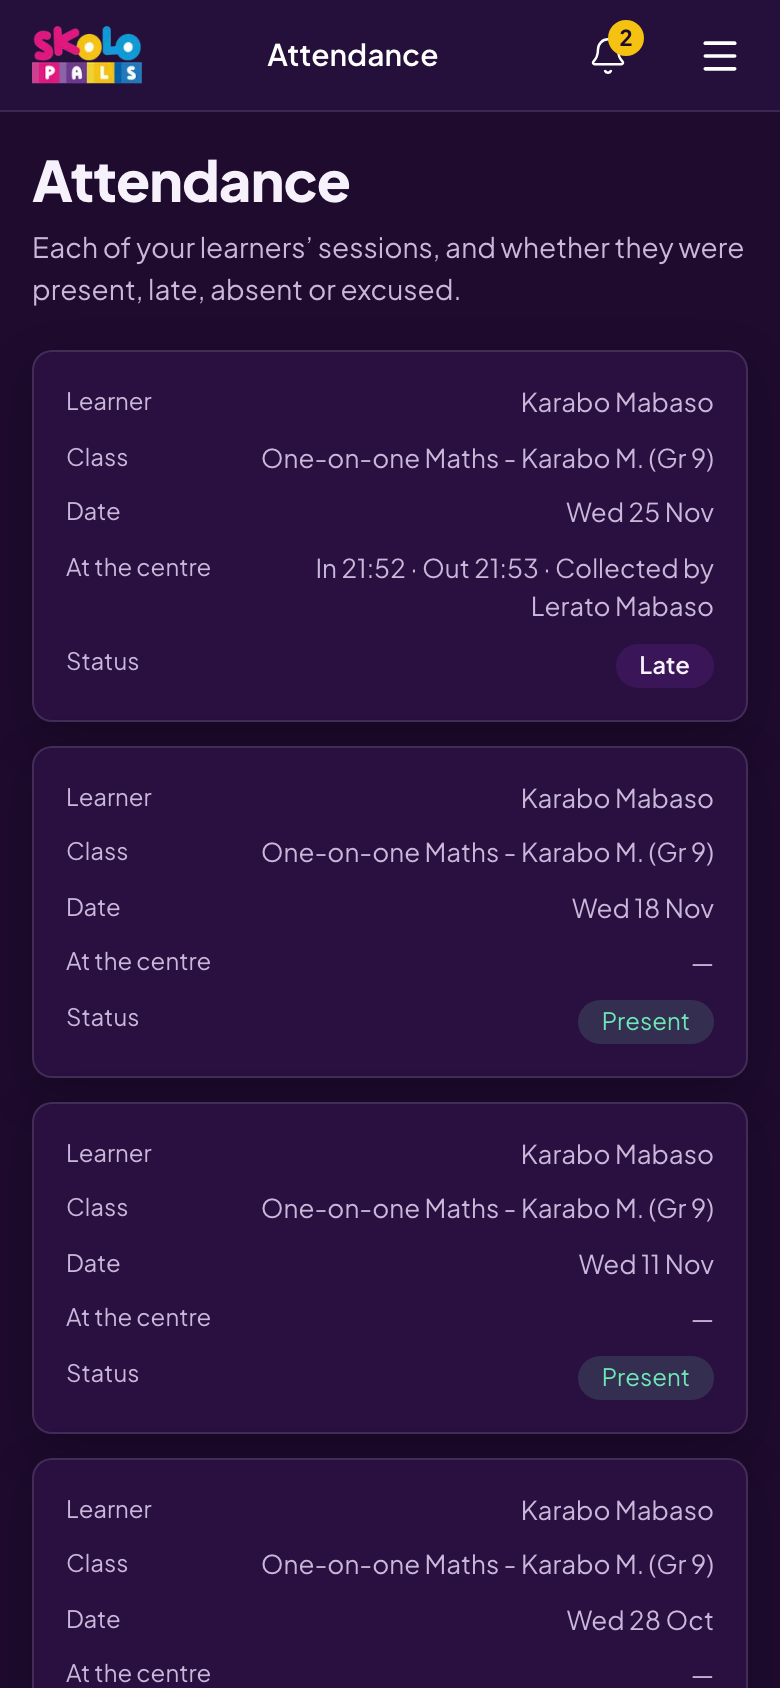 SKOLO
PALS
Attendance
2
Attendance
Each of your learners’ sessions, and whether they were
present, late, absent or excused.
Learner Karabo Mabaso
Class One-on-one Maths - Karabo M. (Gr 9)
Date Wed 25 Nov
At the centre In 21:52 · Out 21:53 · Collected by
Lerato Mabaso
Status Late
Learner Karabo Mabaso
Class One-on-one Maths - Karabo M. (Gr 9)
Date Wed 18 Nov
At the centre —
Status Present
Learner Karabo Mabaso
Class One-on-one Maths - Karabo M. (Gr 9)
Date Wed 11 Nov
At the centre —
Status Present
Learner Karabo Mabaso
Class One-on-one Maths - Karabo M. (Gr 9)
Date Wed 28 Oct
At the centre —